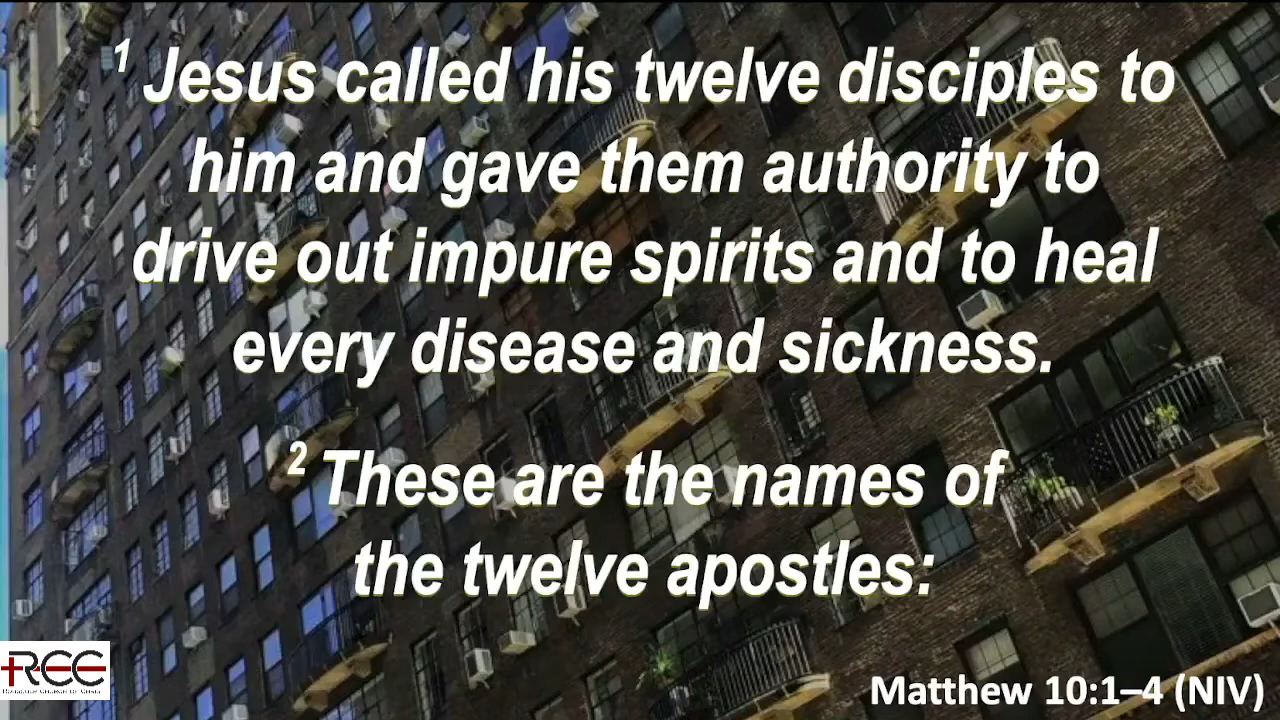 1 Jesus called his twelve disciples to
him and gave them authority to
drive out impure spirits and to heal
every disease and sickness.
2 These are the names of
the twelve apostles:
RCC
Matthew 10:1–4 (NIV)